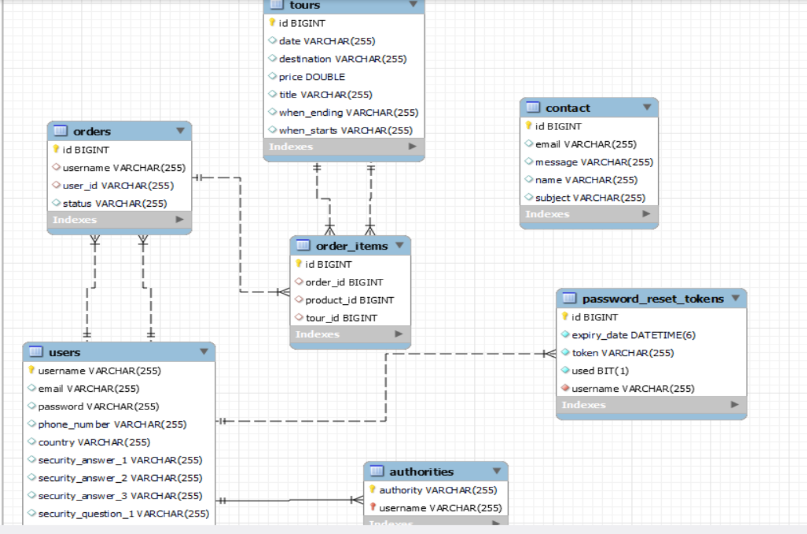 tours
id BIGINT
date VARCHAR(255)
destination VARCHAR(255)
price DOUBLE
title VARCHAR(255)
when_ending VARCHAR(255)
when_starts VARCHAR(255)
Indexes
contact
id BIGINT
email VARCHAR(255)
message VARCHAR(255)
name VARCHAR(255)
subject VARCHAR(255)
Indexes
orders
id BIGINT
username VARCHAR(255)
user_id VARCHAR(255)
status VARCHAR(255)
Indexes
order_items
id BIGINT
order_id BIGINT
product_id BIGINT
tour_id BIGINT
Indexes
password_reset_tokens
id BIGINT
expiry_date DATETIME(6)
token VARCHAR(255)
used BIT(1)
username VARCHAR(255)
Indexes
users
username VARCHAR(255)
email VARCHAR(255)
password VARCHAR(255)
phone_number VARCHAR(255)
country VARCHAR(255)
security_answer_1 VARCHAR(255)
security_answer_2 VARCHAR(255)
security_answer_3 VARCHAR(255)
security_question_1 VARCHAR(255)
authorities
authority VARCHAR(255)
username VARCHAR(255)
Indexes